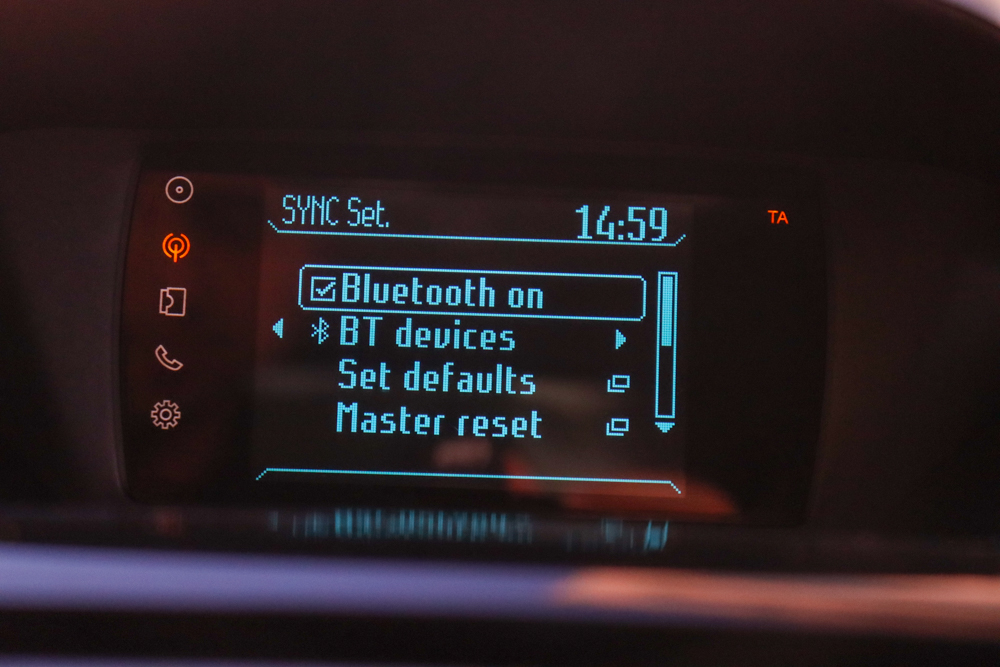 SYNC Set.
14:59
TA
Bluetooth on
BT devices
Set defaults
Master reset